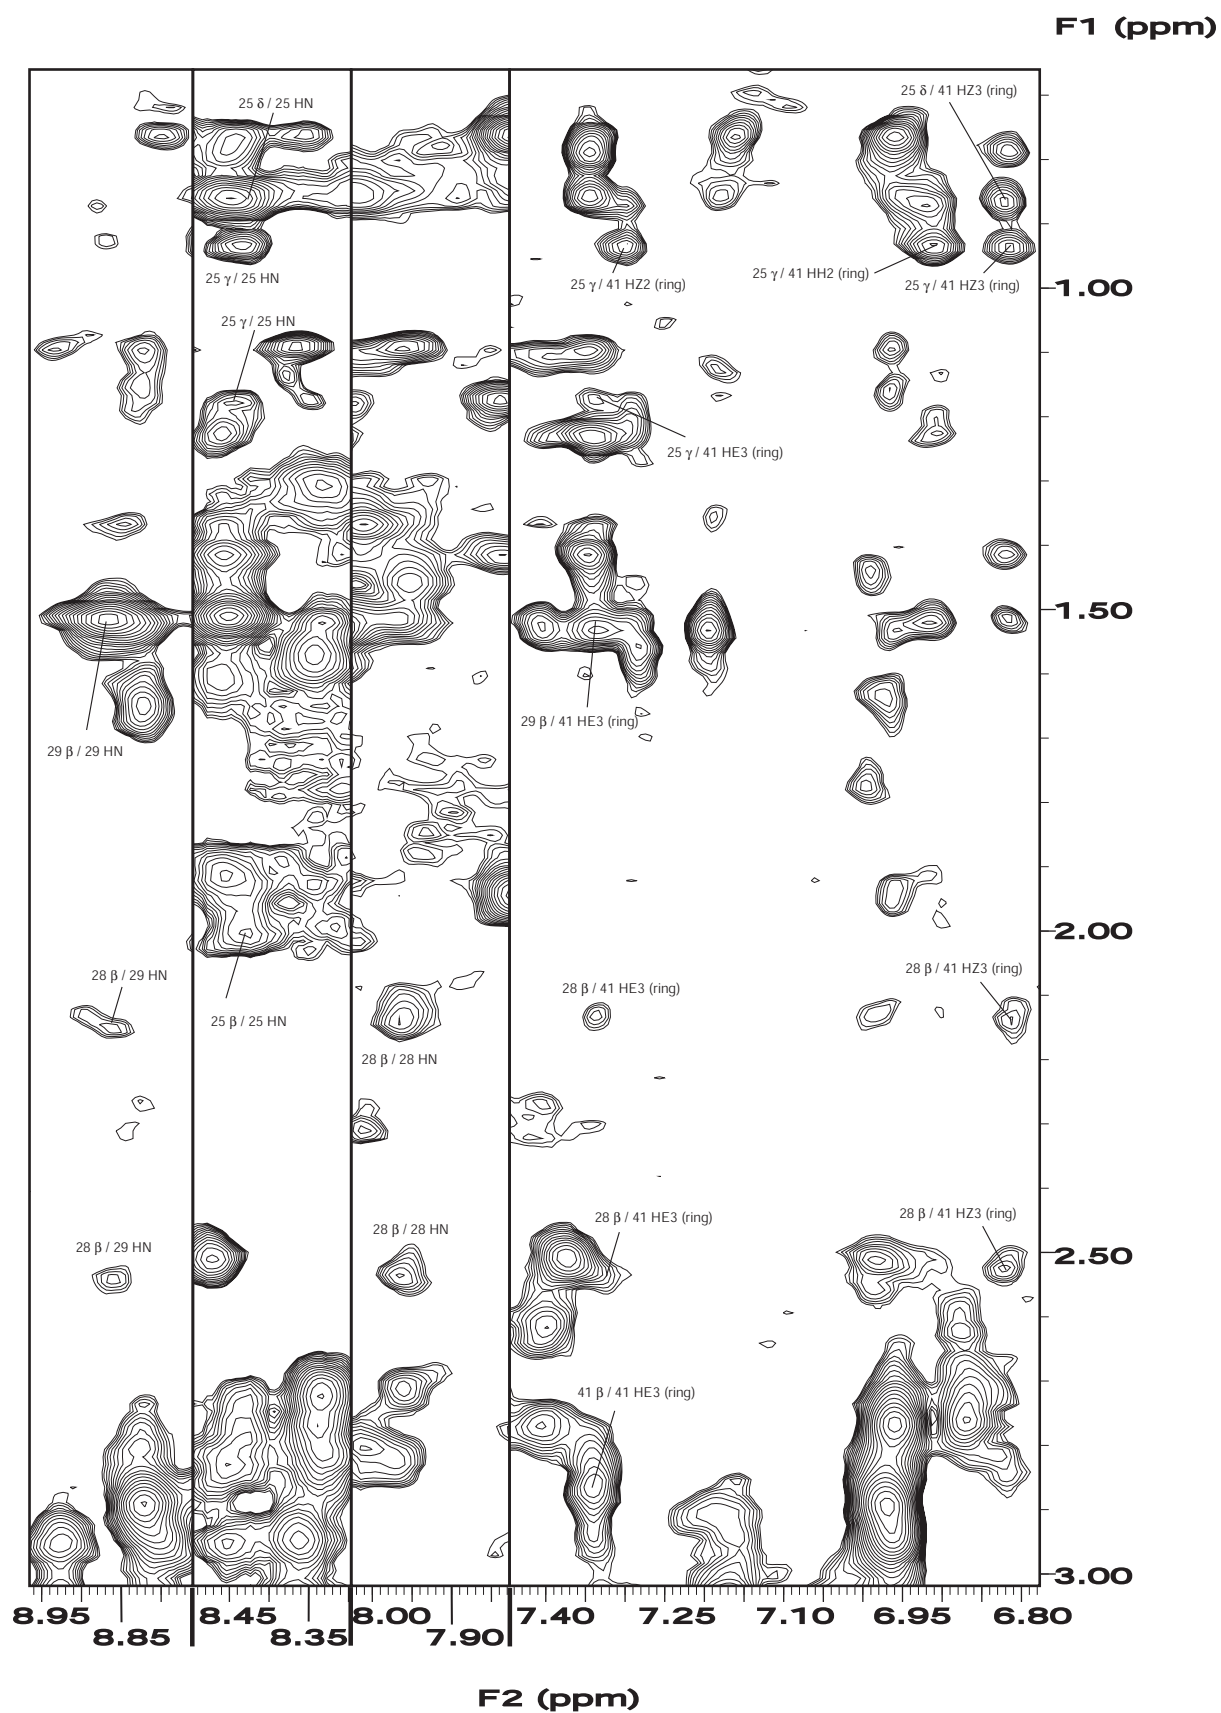 F1 (ppm)
25 δ / 41 HZ3 (ring)
25 δ / 25 HN
25 γ / 41 HH2 (ring)
25 γ / 25 HN
25 γ / 41 HZ2 (ring)
25 γ / 41 HZ3 (ring)
1.00
25 γ / 25 HN
25 γ / 41 HE3 (ring)
1.50
29 β / 41 HE3 (ring)
29 β / 29 HN
2.00
28 β / 41 HZ3 (ring)
28 β / 29 HN
28 β / 41 HE3 (ring)
25 β / 25 HN
28 β / 28 HN
28 β / 41 HZ3 (ring)
28 β / 41 HE3 (ring)
28 β / 28 HN
28 β / 29 HN
2.50
41 β / 41 HE3 (ring)
3.00
8.95 8.45 8.00 7.40 7.25 7.10 6.95 6.80
8.85 8.35 7.90
F2 (ppm)